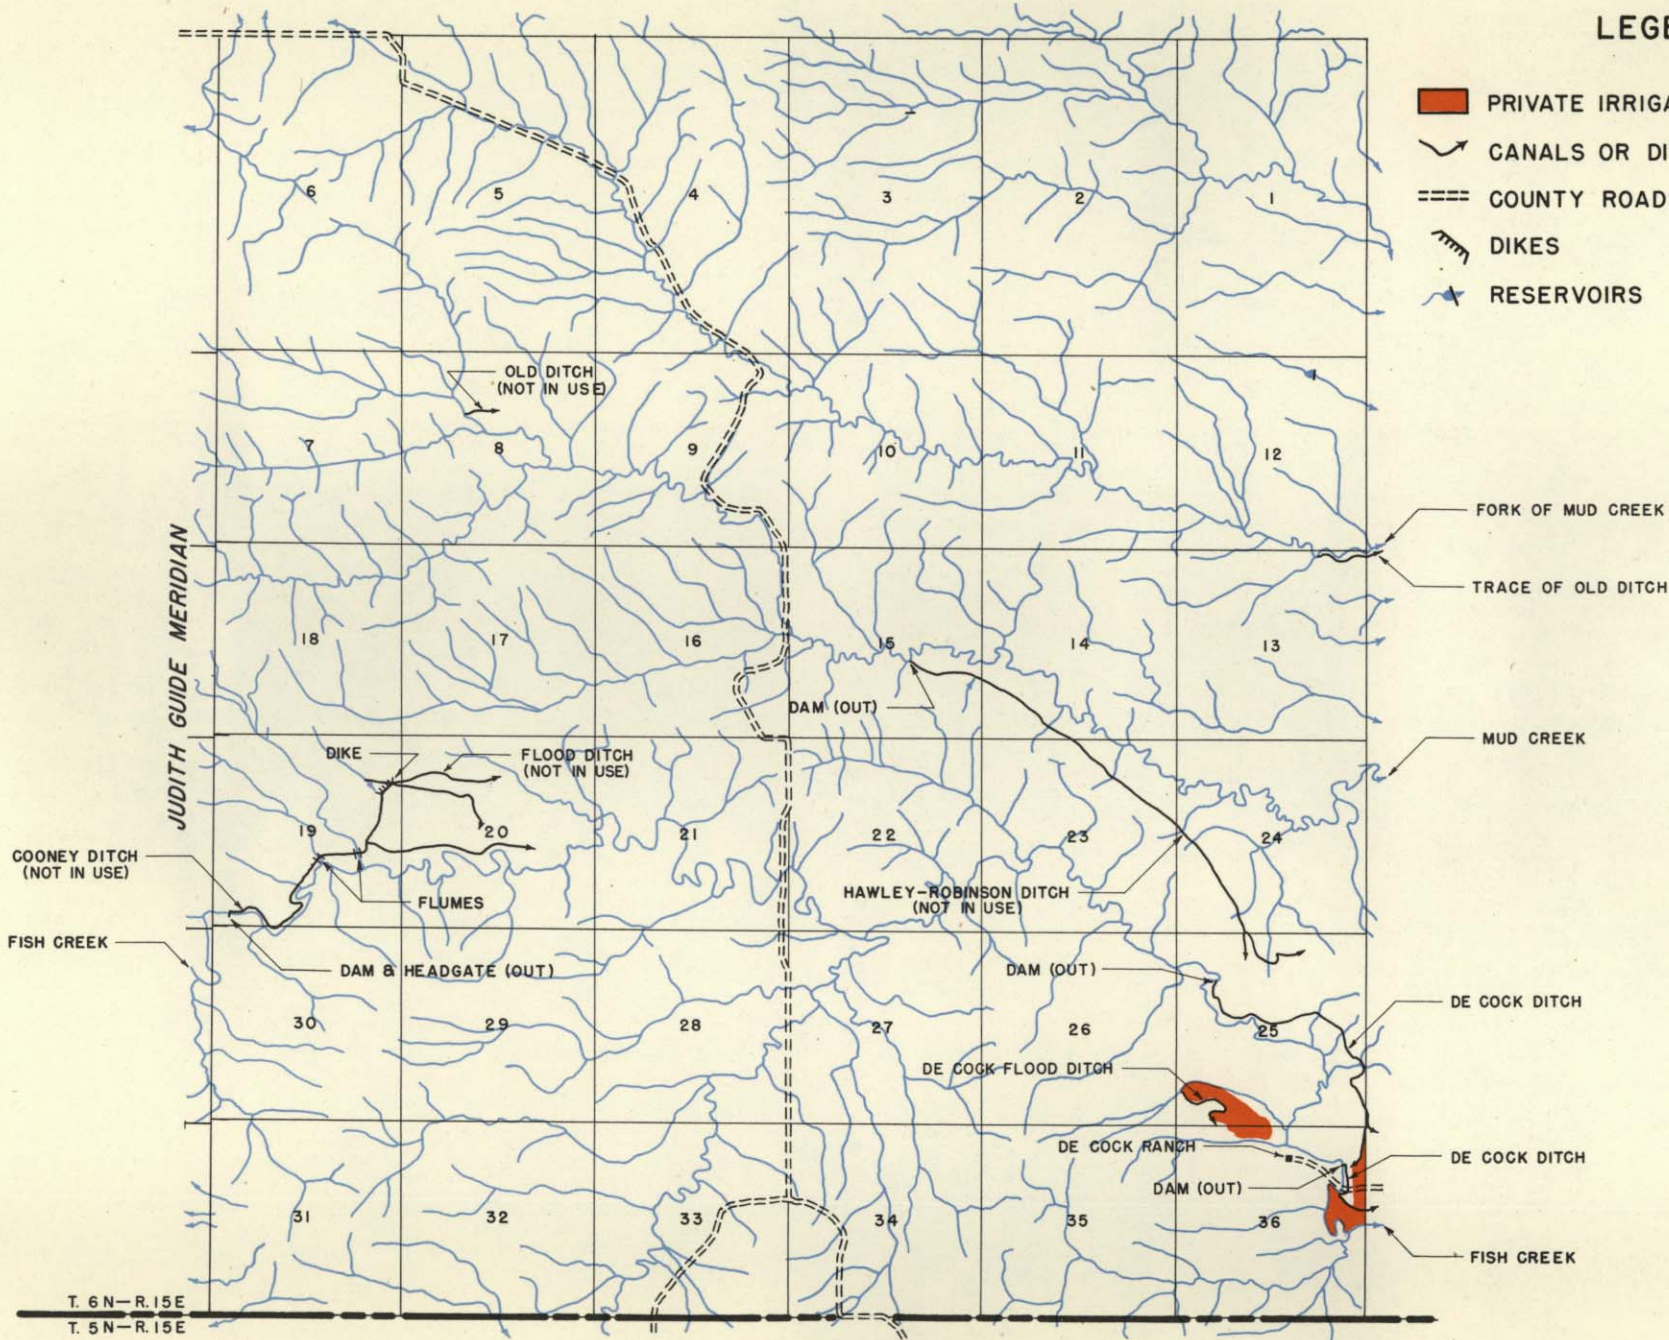 LEGE
PRIVATE IRRIGA
CANALS OR DI
COUNTY ROAD
DIKES
RESERVOIRS
6
5
4
3
2
1
OLD DITCH
(NOT IN USE)
7
8
9
10
11
12
FORK OF MUD CREEK
TRACE OF OLD DITCH
JUDITH GUIDE MERIDIAN
18
17
16
15
14
13
DAM (OUT)
MUD CREEK
DIKE
FLOOD DITCH
(NOT IN USE)
19
20
21
22
23
24
COONEY DITCH
(NOT IN USE)
FLUMES
HAWLEY-ROBINSON DITCH
(NOT IN USE)
FISH CREEK
DAM & HEADGATE (OUT)
DAM (OUT)
DE COCK DITCH
30
29
28
27
26
25
DE COCK FLOOD DITCH
DE COCK RANCH
DE COCK DITCH
DAM (OUT)
31
32
33
34
35
36
FISH CREEK
T. 6N-R.15E
T. 5N-R.15E